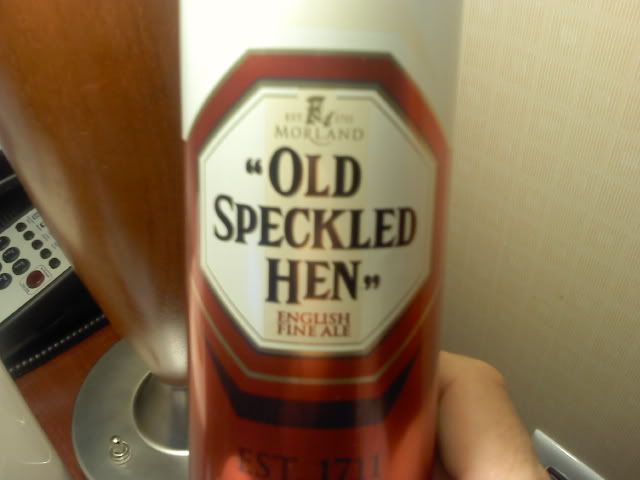 EST. 1711
MORLAND
"OLD
SPECKLED
HEN"
ENGLISH
FINE ALE
EST. 1711